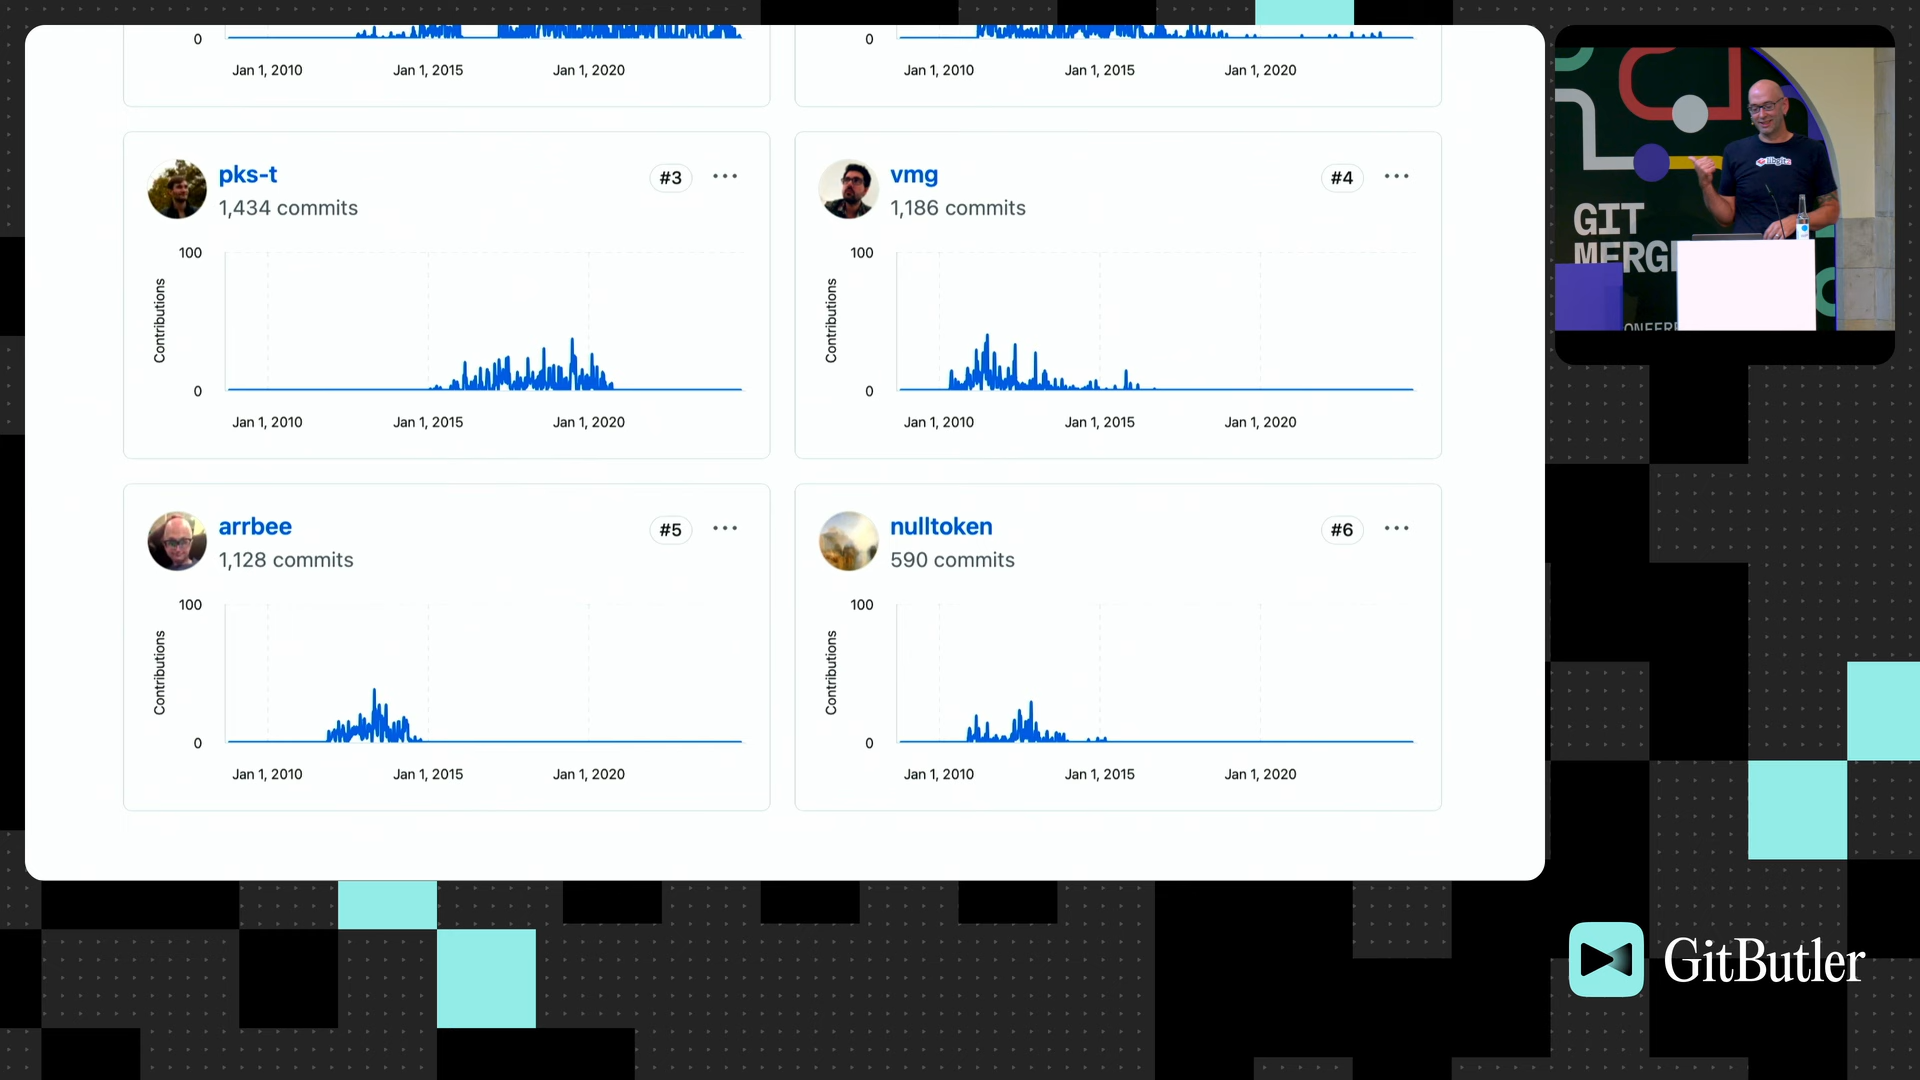 0
Jan 1, 2010 Jan 1, 2015 Jan 1, 2020
0
Jan 1, 2010 Jan 1, 2015 Jan 1, 2020
pks-t
1,434 commits
#3
100
Contributions
0
Jan 1, 2010 Jan 1, 2015 Jan 1, 2020
vmg
1,186 commits
#4
100
Contributions
0
Jan 1, 2010 Jan 1, 2015 Jan 1, 2020
arrbee
1,128 commits
#5
100
Contributions
0
Jan 1, 2010 Jan 1, 2015 Jan 1, 2020
nulltoken
590 commits
#6
100
Contributions
0
Jan 1, 2010 Jan 1, 2015 Jan 1, 2020
libgit2
GIT
MERGE
GitButler